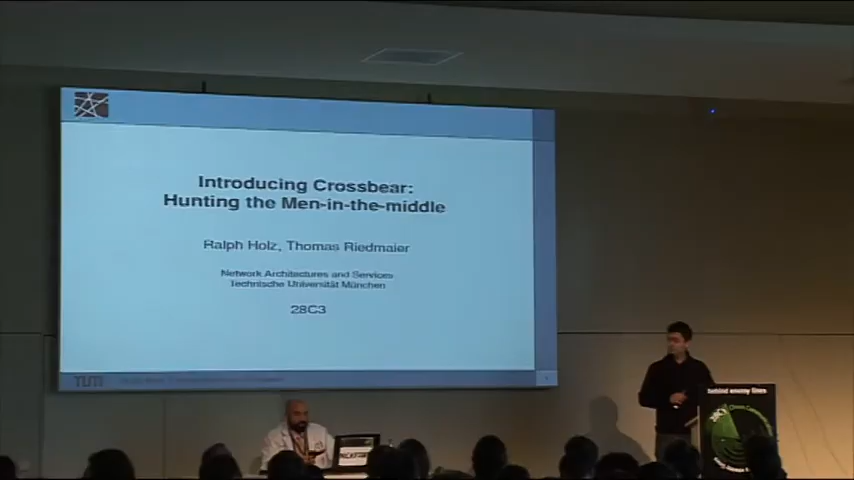 Introducing Crossbear:
Hunting the Men-in-the-middle
Ralph Holz, Thomas Riedmaier
Network Architectures and Services
Technische Universität München
28C3
TUM
behind enemy lines